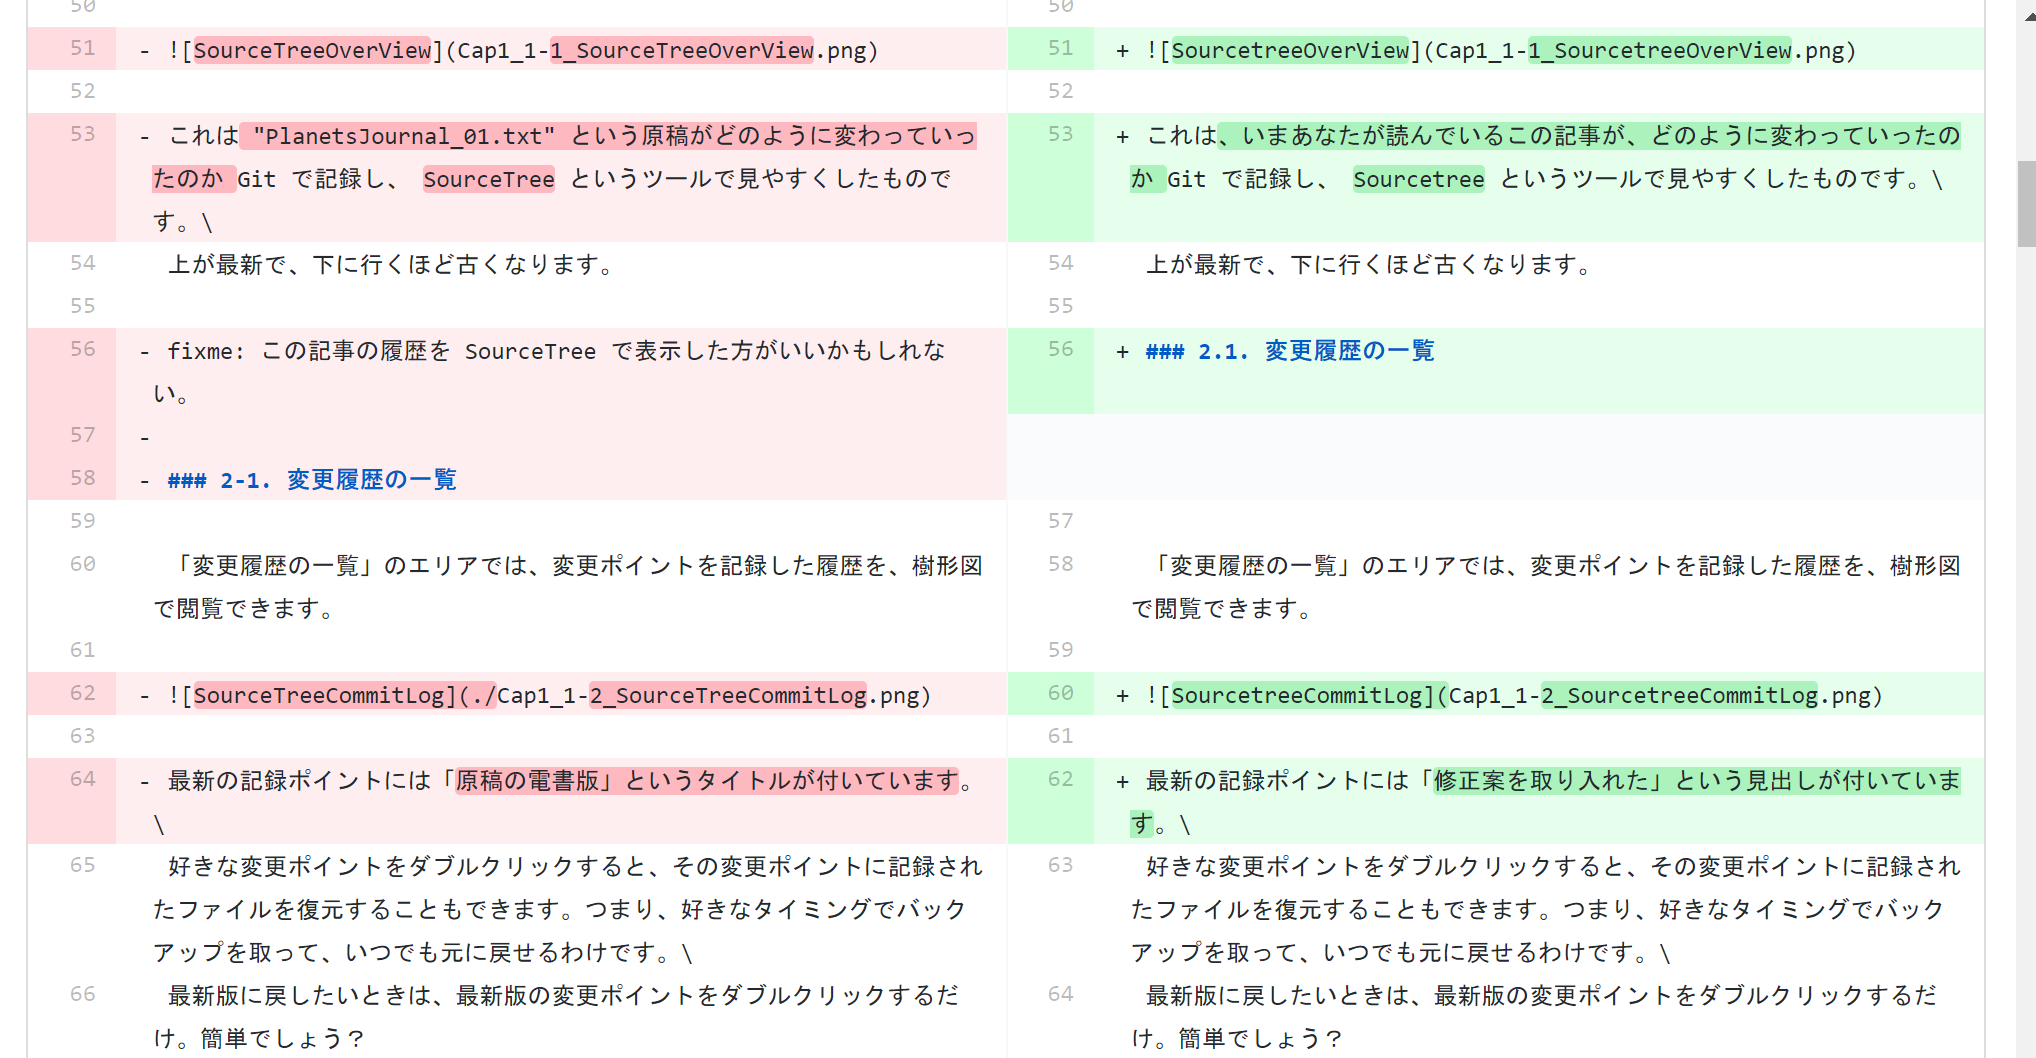 50
51 - ![SourceTreeOverView](Cap1_1-1_SourceTreeOverView.png)
52
53 - これは "PlanetsJournal_01.txt" という原稿がどのように変わっていっ
たのか Git で記録し、 SourceTree というツールで見やすくしたもので
す。\
54 上が最新で、下に行くほど古くなります。
55
56 - fixme: この記事の履歴を SourceTree で表示した方がいいかもしれな
い。
57 -
58 - ### 2-1. 変更履歴の一覧
59
60 「変更履歴の一覧」のエリアでは、変更ポイントを記録した履歴を、樹形図
で閲覧できます。
61
62 - ![SourceTreeCommitLog](./Cap1_1-2_SourceTreeCommitLog.png)
63
64 - 最新の記録ポイントには「原稿の電書版」というタイトルが付いています。
\
65 好きな変更ポイントをダブルクリックすると、その変更ポイントに記録され
たファイルを復元することもできます。つまり、好きなタイミングでバック
アップを取って、いつでも元に戻せるわけです。\
66 最新版に戻したいときは、最新版の変更ポイントをダブルクリックするだ
け。簡単でしょう？
50
51 + ![SourcetreeOverView](Cap1_1-1_SourcetreeOverView.png)
52
53 + これは、いまあなたが読んでいるこの記事が、どのように変わっていったの
か Git で記録し、 Sourcetree というツールで見やすくしたものです。\
54 上が最新で、下に行くほど古くなります。
55
56 + ### 2.1. 変更履歴の一覧
57
58 「変更履歴の一覧」のエリアでは、変更ポイントを記録した履歴を、樹形図
で閲覧できます。
59
60 + ![SourcetreeCommitLog](Cap1_1-2_SourcetreeCommitLog.png)
61
62 + 最新の記録ポイントには「修正案を取り入れた」という見出しが付いていま
す。\
63 好きな変更ポイントをダブルクリックすると、その変更ポイントに記録され
たファイルを復元することもできます。つまり、好きなタイミングでバック
アップを取って、いつでも元に戻せるわけです。\
64 最新版に戻したいときは、最新版の変更ポイントをダブルクリックするだ
け。簡単でしょう？